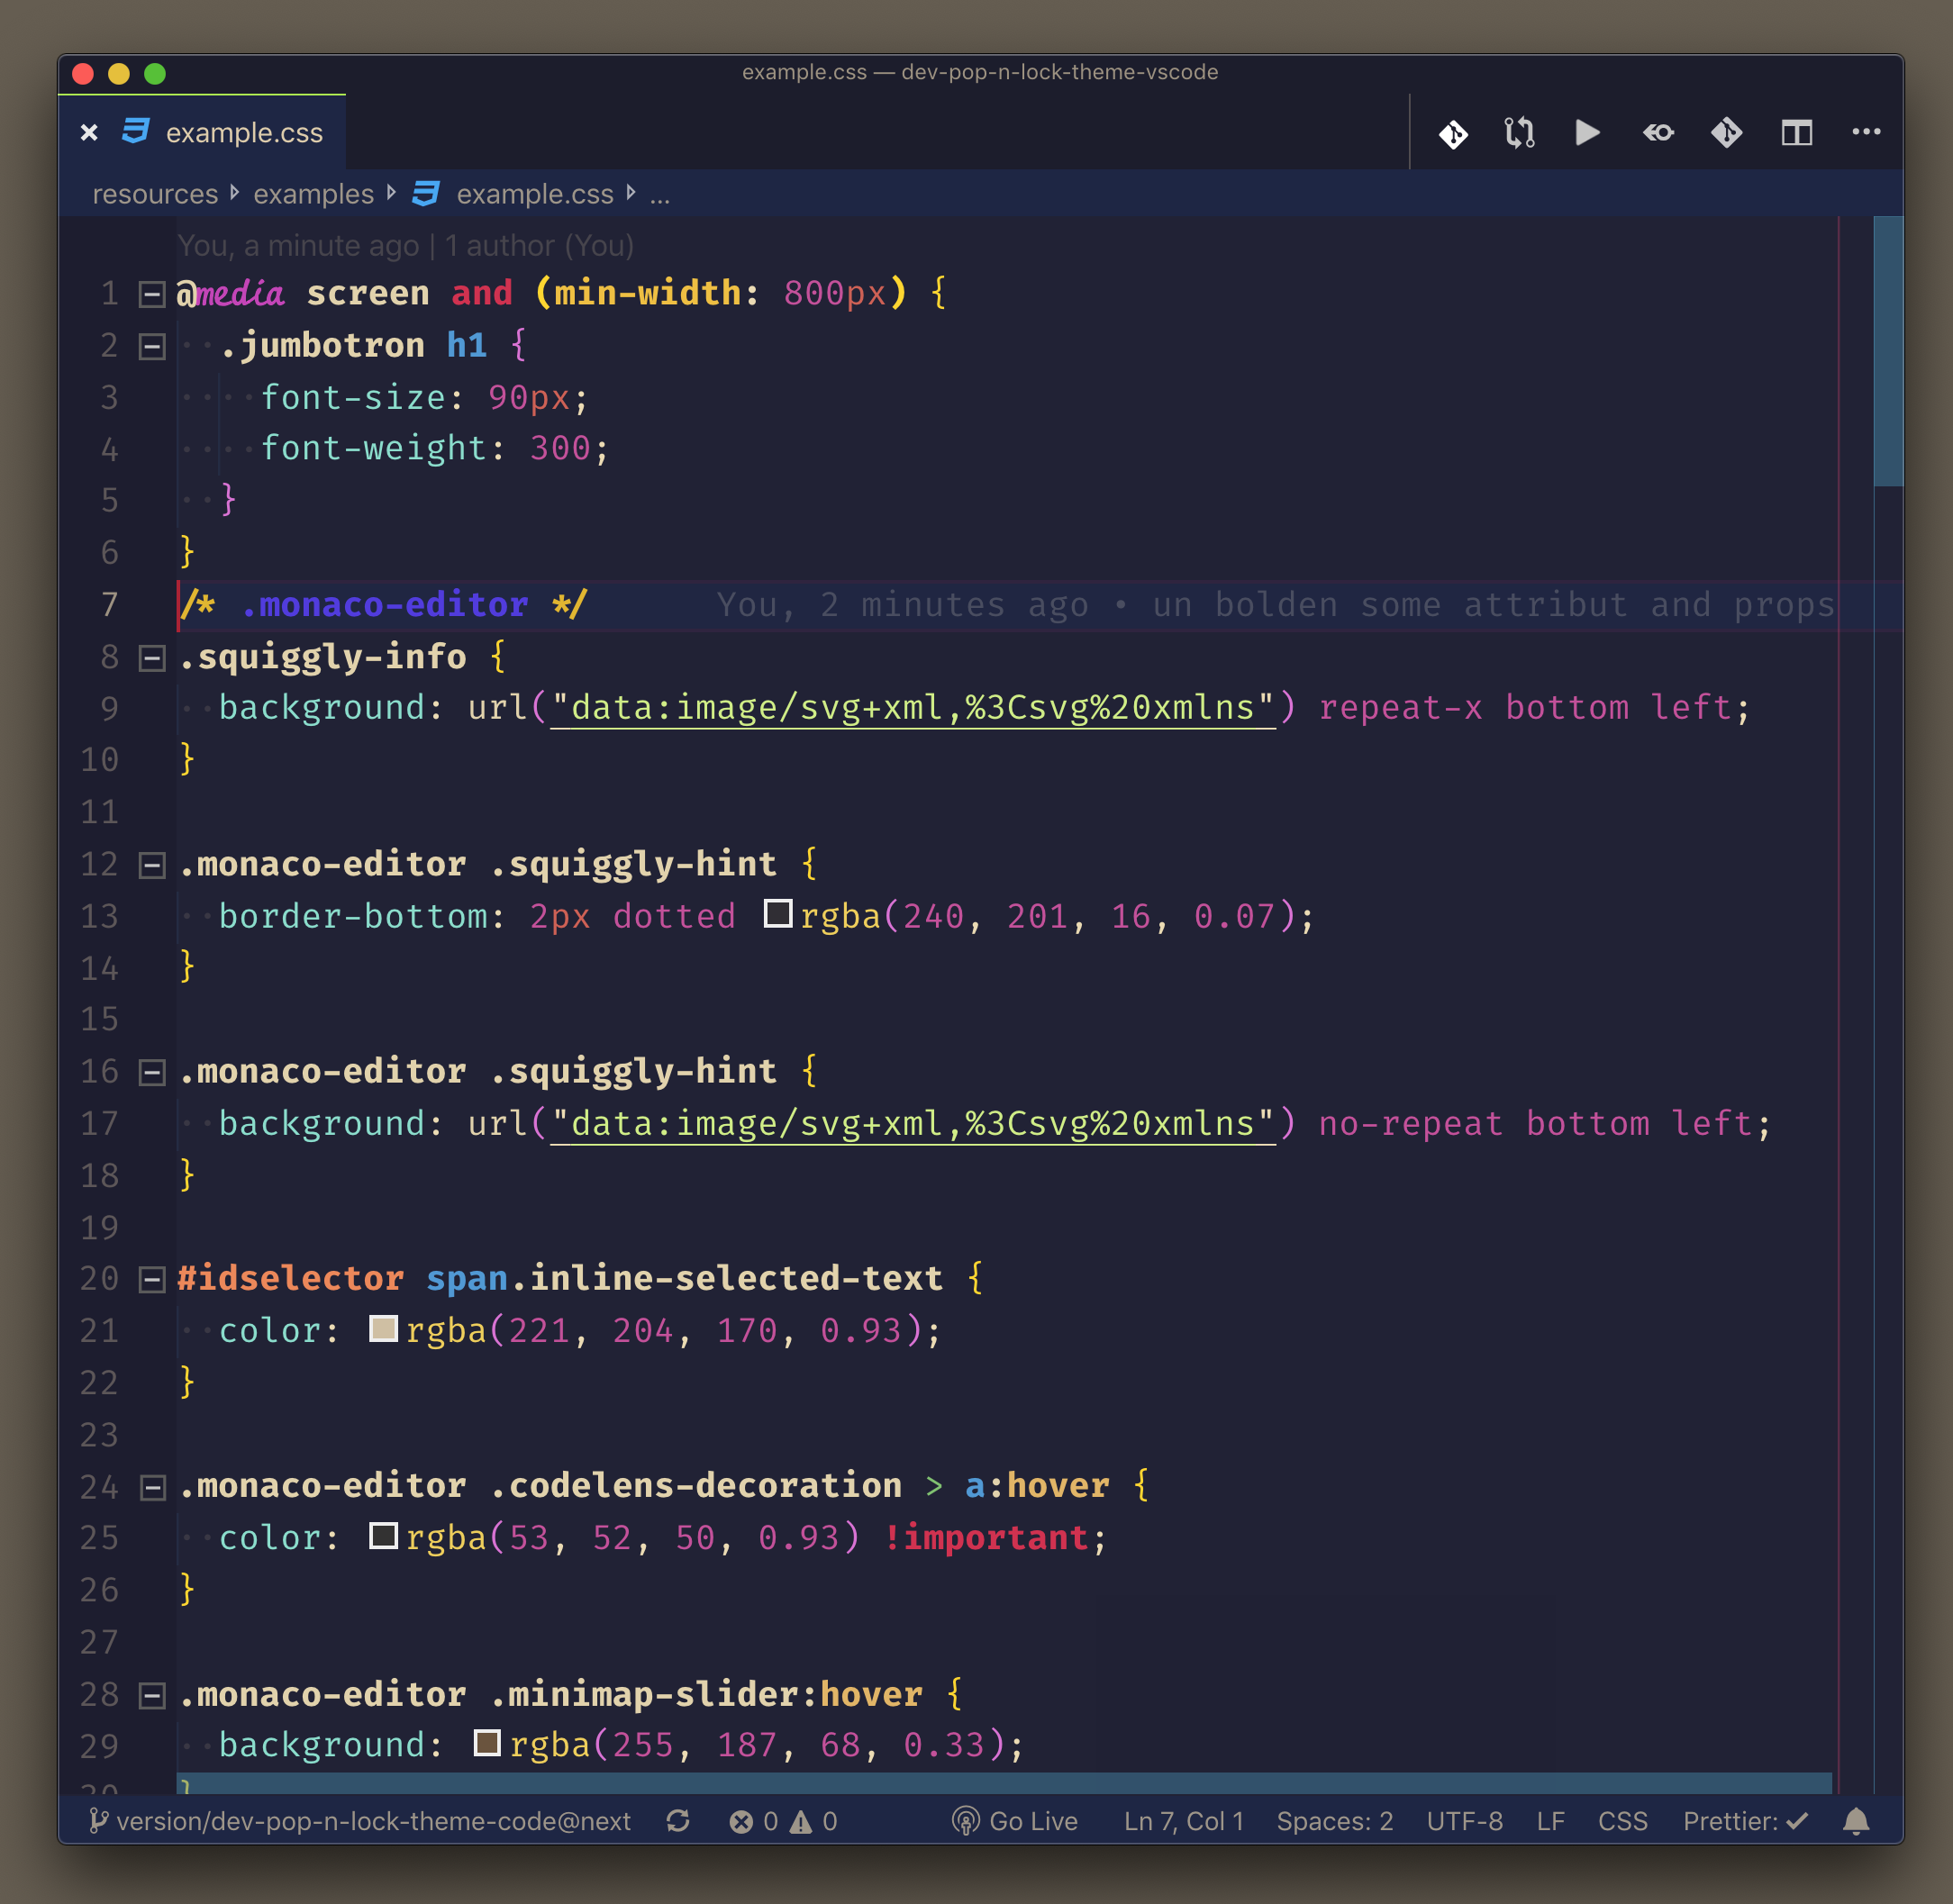 example.css — dev-pop-n-lock-theme-vscode
example.css
resources examples example.css ...
You, a minute ago | 1 author (You)
1 @media screen and (min-width: 800px) {
2 .jumbotron h1 {
3 font-size: 90px;
4 font-weight: 300;
5 }
6 }
7 /* .monaco-editor */ You, 2 minutes ago • un bolden some attribut and props
8 .squiggly-info {
9 background: url("data:image/svg+xml,%3Csvg%20xmlns") repeat-x bottom left;
10 }
11
12 .monaco-editor .squiggly-hint {
13 border-bottom: 2px dotted rgba(240, 201, 16, 0.07);
14 }
15
16 .monaco-editor .squiggly-hint {
17 background: url("data:image/svg+xml,%3Csvg%20xmlns") no-repeat bottom left;
18 }
19
20 #idselector span.inline-selected-text {
21 color: rgba(221, 204, 170, 0.93);
22 }
23
24 .monaco-editor .codelens-decoration > a:hover {
25 color: rgba(53, 52, 50, 0.93) !important;
26 }
27
28 .monaco-editor .minimap-slider:hover {
29 background: rgba(255, 187, 68, 0.33);
30 }
version/dev-pop-n-lock-theme-code@next 0 0 Go Live Ln 7, Col 1 Spaces: 2 UTF-8 LF CSS Prettier: ✓